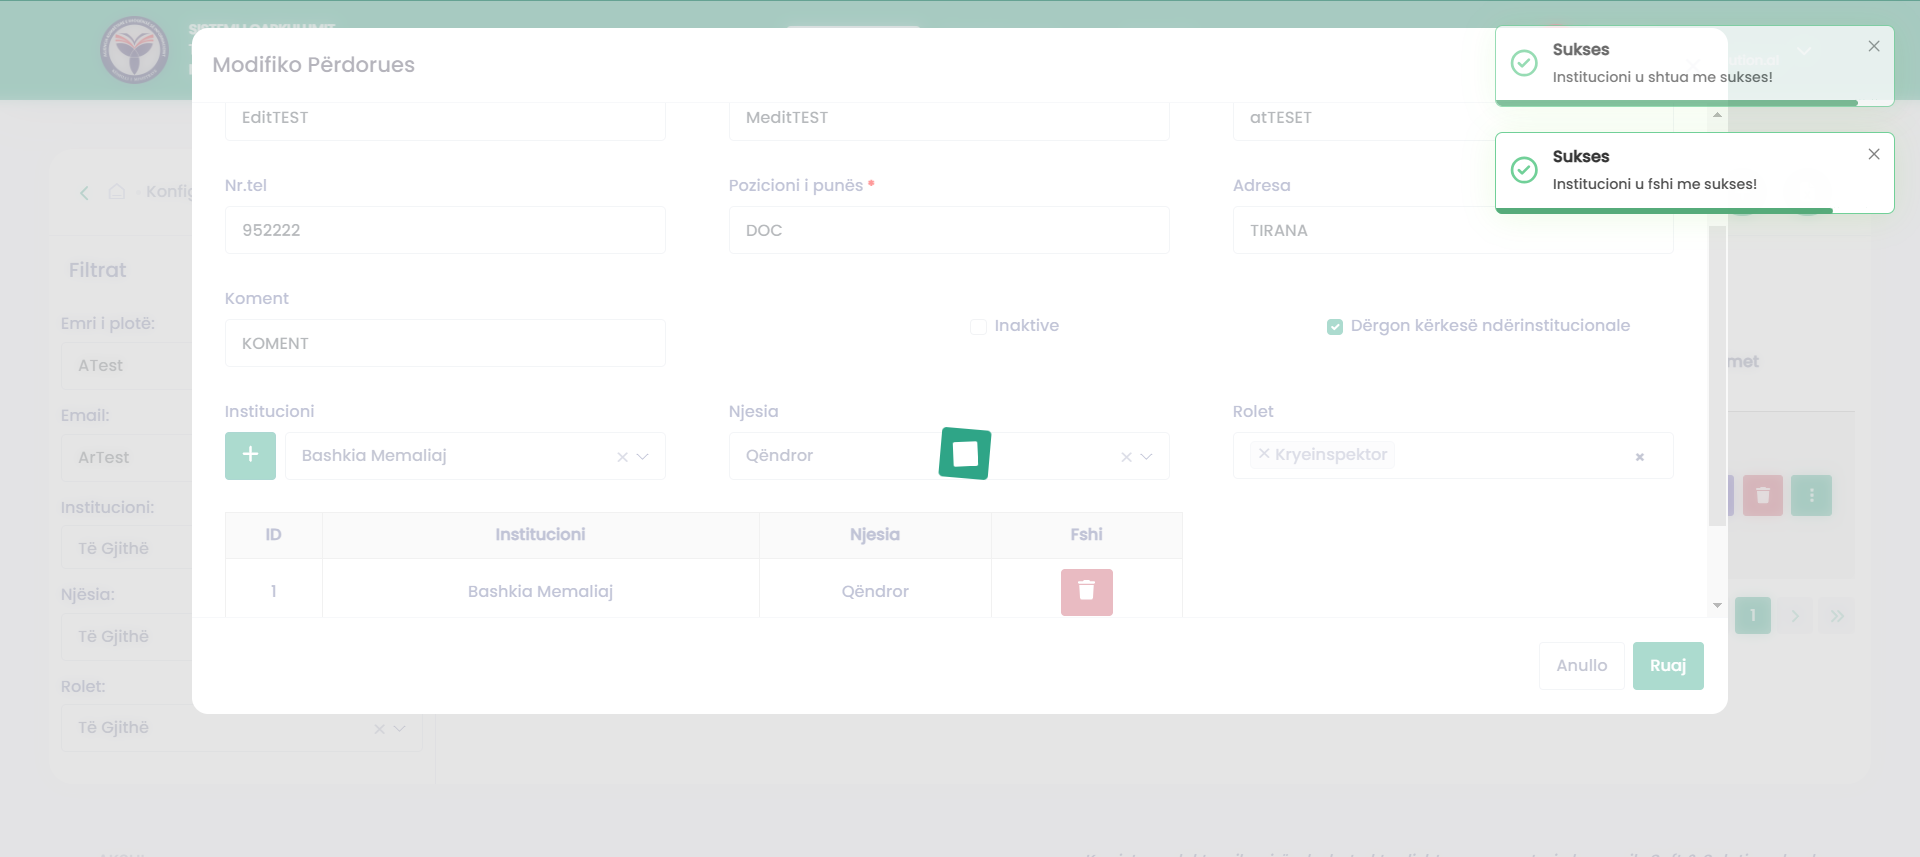 Modifiko Përdorues
Sukses
Institucioni u shtua me sukses!
Sukses
Institucioni u fshi me sukses!
EditTEST
MeditTEST
atTESET
Nr.tel
Pozicioni i punës *
Adresa
952222
DOC
TIRANA
Koment
KOMENT
Inaktive
Dërgon kërkesë ndërinstitucionale
Institucioni
Njesia
Rolet
Bashkia Memaliaj
Qëndror
Kryeinspektor
ID
Institucioni
Njesia
Fshi
1
Bashkia Memaliaj
Qëndror
Anullo
Ruaj
Filtrat
Emri i plotë:
ATest
Email:
ArTest
Institucioni:
Të Gjithë
Njësia:
Të Gjithë
Rolet:
Të Gjithë
1